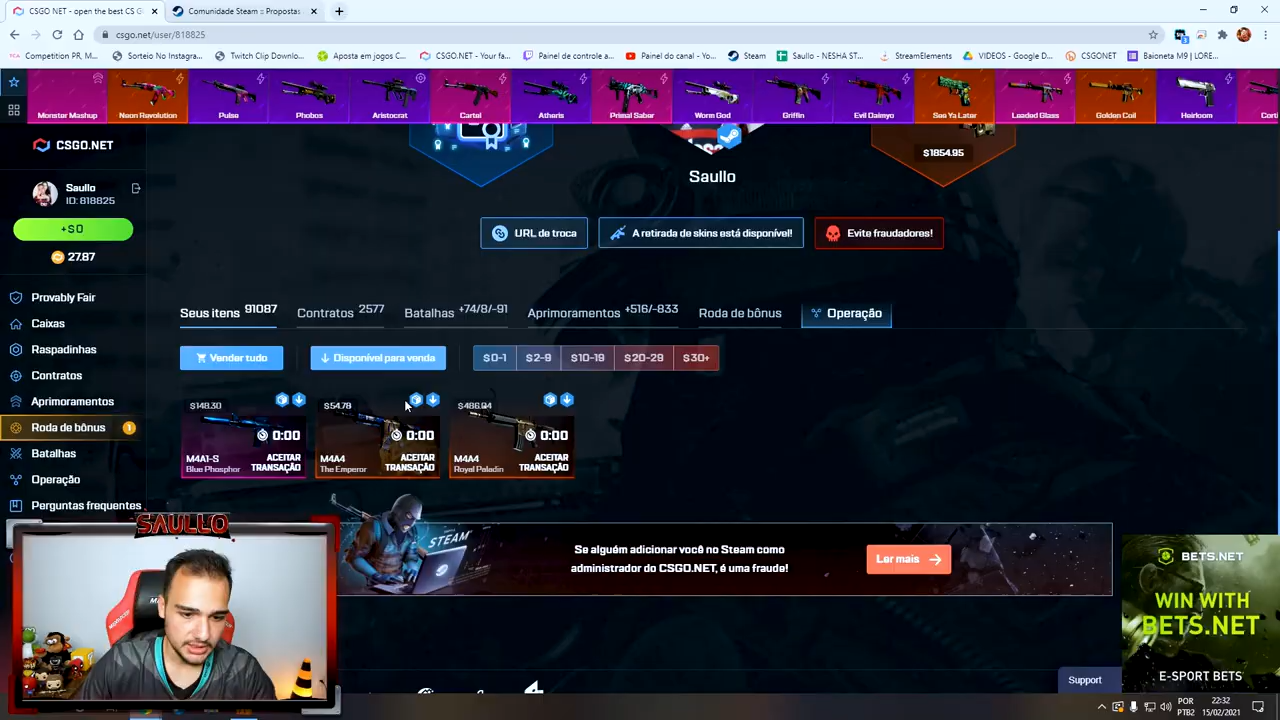 CSGO NET - open the best CS G
Comunidade Steam :: Propostas
csgo.net/user/818825
Competition PR, M...
Sorteio No Instagra...
Twitch Clip Downlo...
Aposta em jogos C...
CSGO.NET - Your fa...
Painel de controle a...
Painel do canal - Yo...
Steam
Saullo - NESHA ST...
StreamElements
VIDEOS - Google D...
CSGONET
Baioneta M9 | LORE...
Monster Mashup
Neon Revolution
Pulse
Phobos
Aristocrat
Cartel
Atheris
Primal Saber
Worm God
Griffin
Evil Daimyo
See Ya Later
Leaded Glass
Golden Coil
Heirloom
CSGO.NET
Saullo
ID: 818825
+$0
27.87
Provably Fair
Caixas
Raspadinhas
Contratos
Aprimoramentos
Roda de bônus
1
Batalhas
Operação
Perguntas frequentes
$1854.95
Saullo
URL de troca
A retirada de skins está disponível!
Evite fraudadores!
Seus itens 91087
Contratos 2577
Batalhas +74/8/-91
Aprimoramentos +516/-833
Roda de bônus
Operação
Vender tudo
Disponível para venda
$0-1
$2-9
$10-19
$20-29
$30+
$148.30
0:00
M4A1-S
Blue Phosphor
ACEITAR
TRANSAÇÃO
$54.78
0:00
M4A4
The Emperor
ACEITAR
TRANSAÇÃO
$486.94
0:00
M4A4
Royal Paladin
ACEITAR
TRANSAÇÃO
STEAM
Se alguém adicionar você no Steam como
administrador do CSGO.NET, é uma fraude!
Ler mais
SAULLO
BETS.NET
WIN WITH
BETS.NET
E-SPORT BETS
Support
POR
PTB2
22:32
15/02/2021